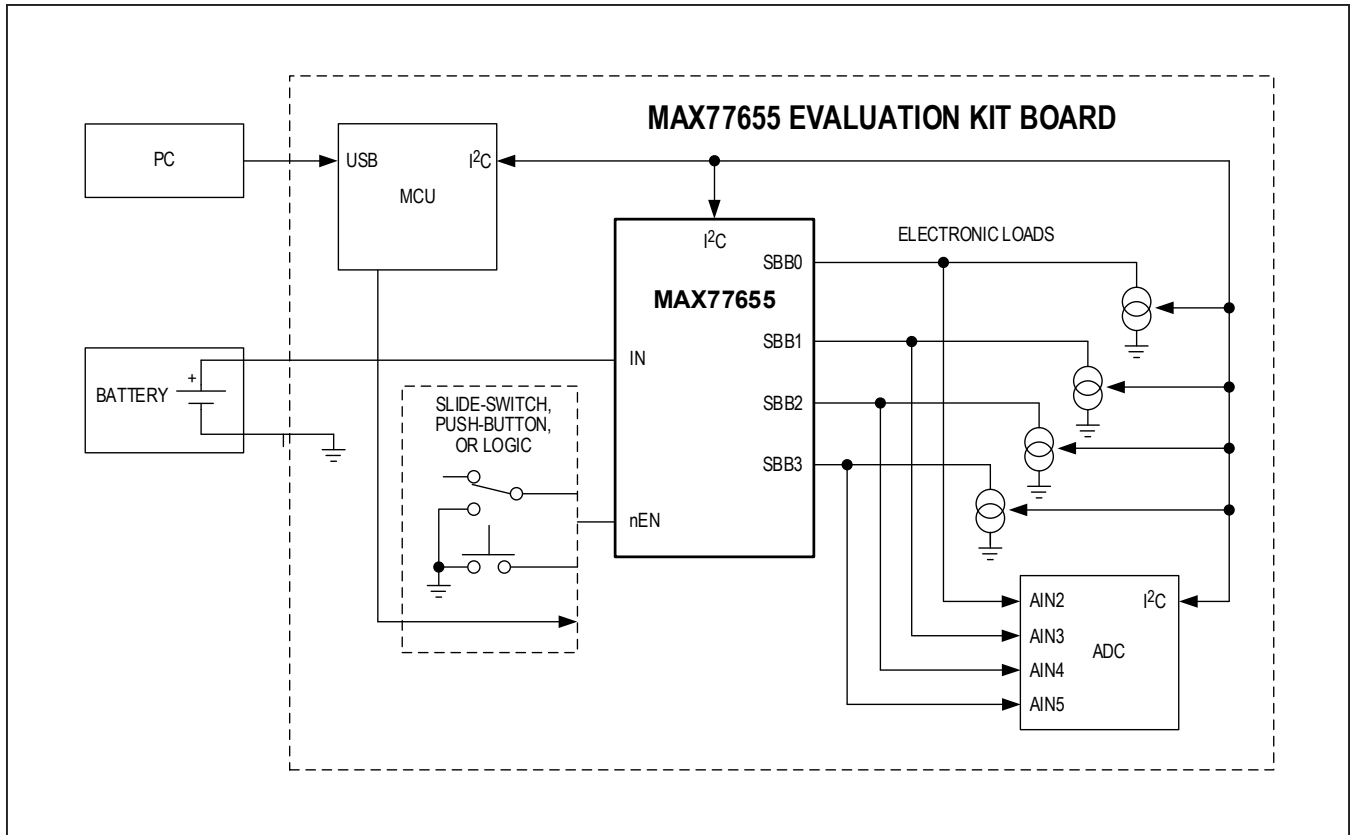 MAX77655 EVALUATION KIT BOARD
PC
USB
I²C
MCU
I²C
ELECTRONIC LOADS
SBB0
MAX77655
SBB1
IN
BATTERY
+
SLIDE-SWITCH,
PUSH-BUTTON,
OR LOGIC
SBB2
SBB3
nEN
AIN2
I²C
AIN3
ADC
AIN4
AIN5